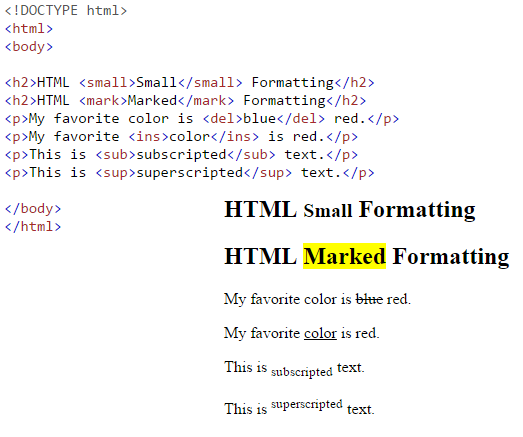 <!DOCTYPE html>
<html>
<body>
<h2>HTML <small>Small</small> Formatting</h2>
<h2>HTML <mark>Marked</mark> Formatting</h2>
<p>My favorite color is <del>blue</del> red.</p>
<p>My favorite <ins>color</ins> is red.</p>
<p>This is <sub>subscripted</sub> text.</p>
<p>This is <sup>superscripted</sup> text.</p>
</body>
</html>
HTML Small Formatting
HTML Marked Formatting
My favorite color is blue red.
My favorite color is red.
This is subscripted text.
This is superscripted text.